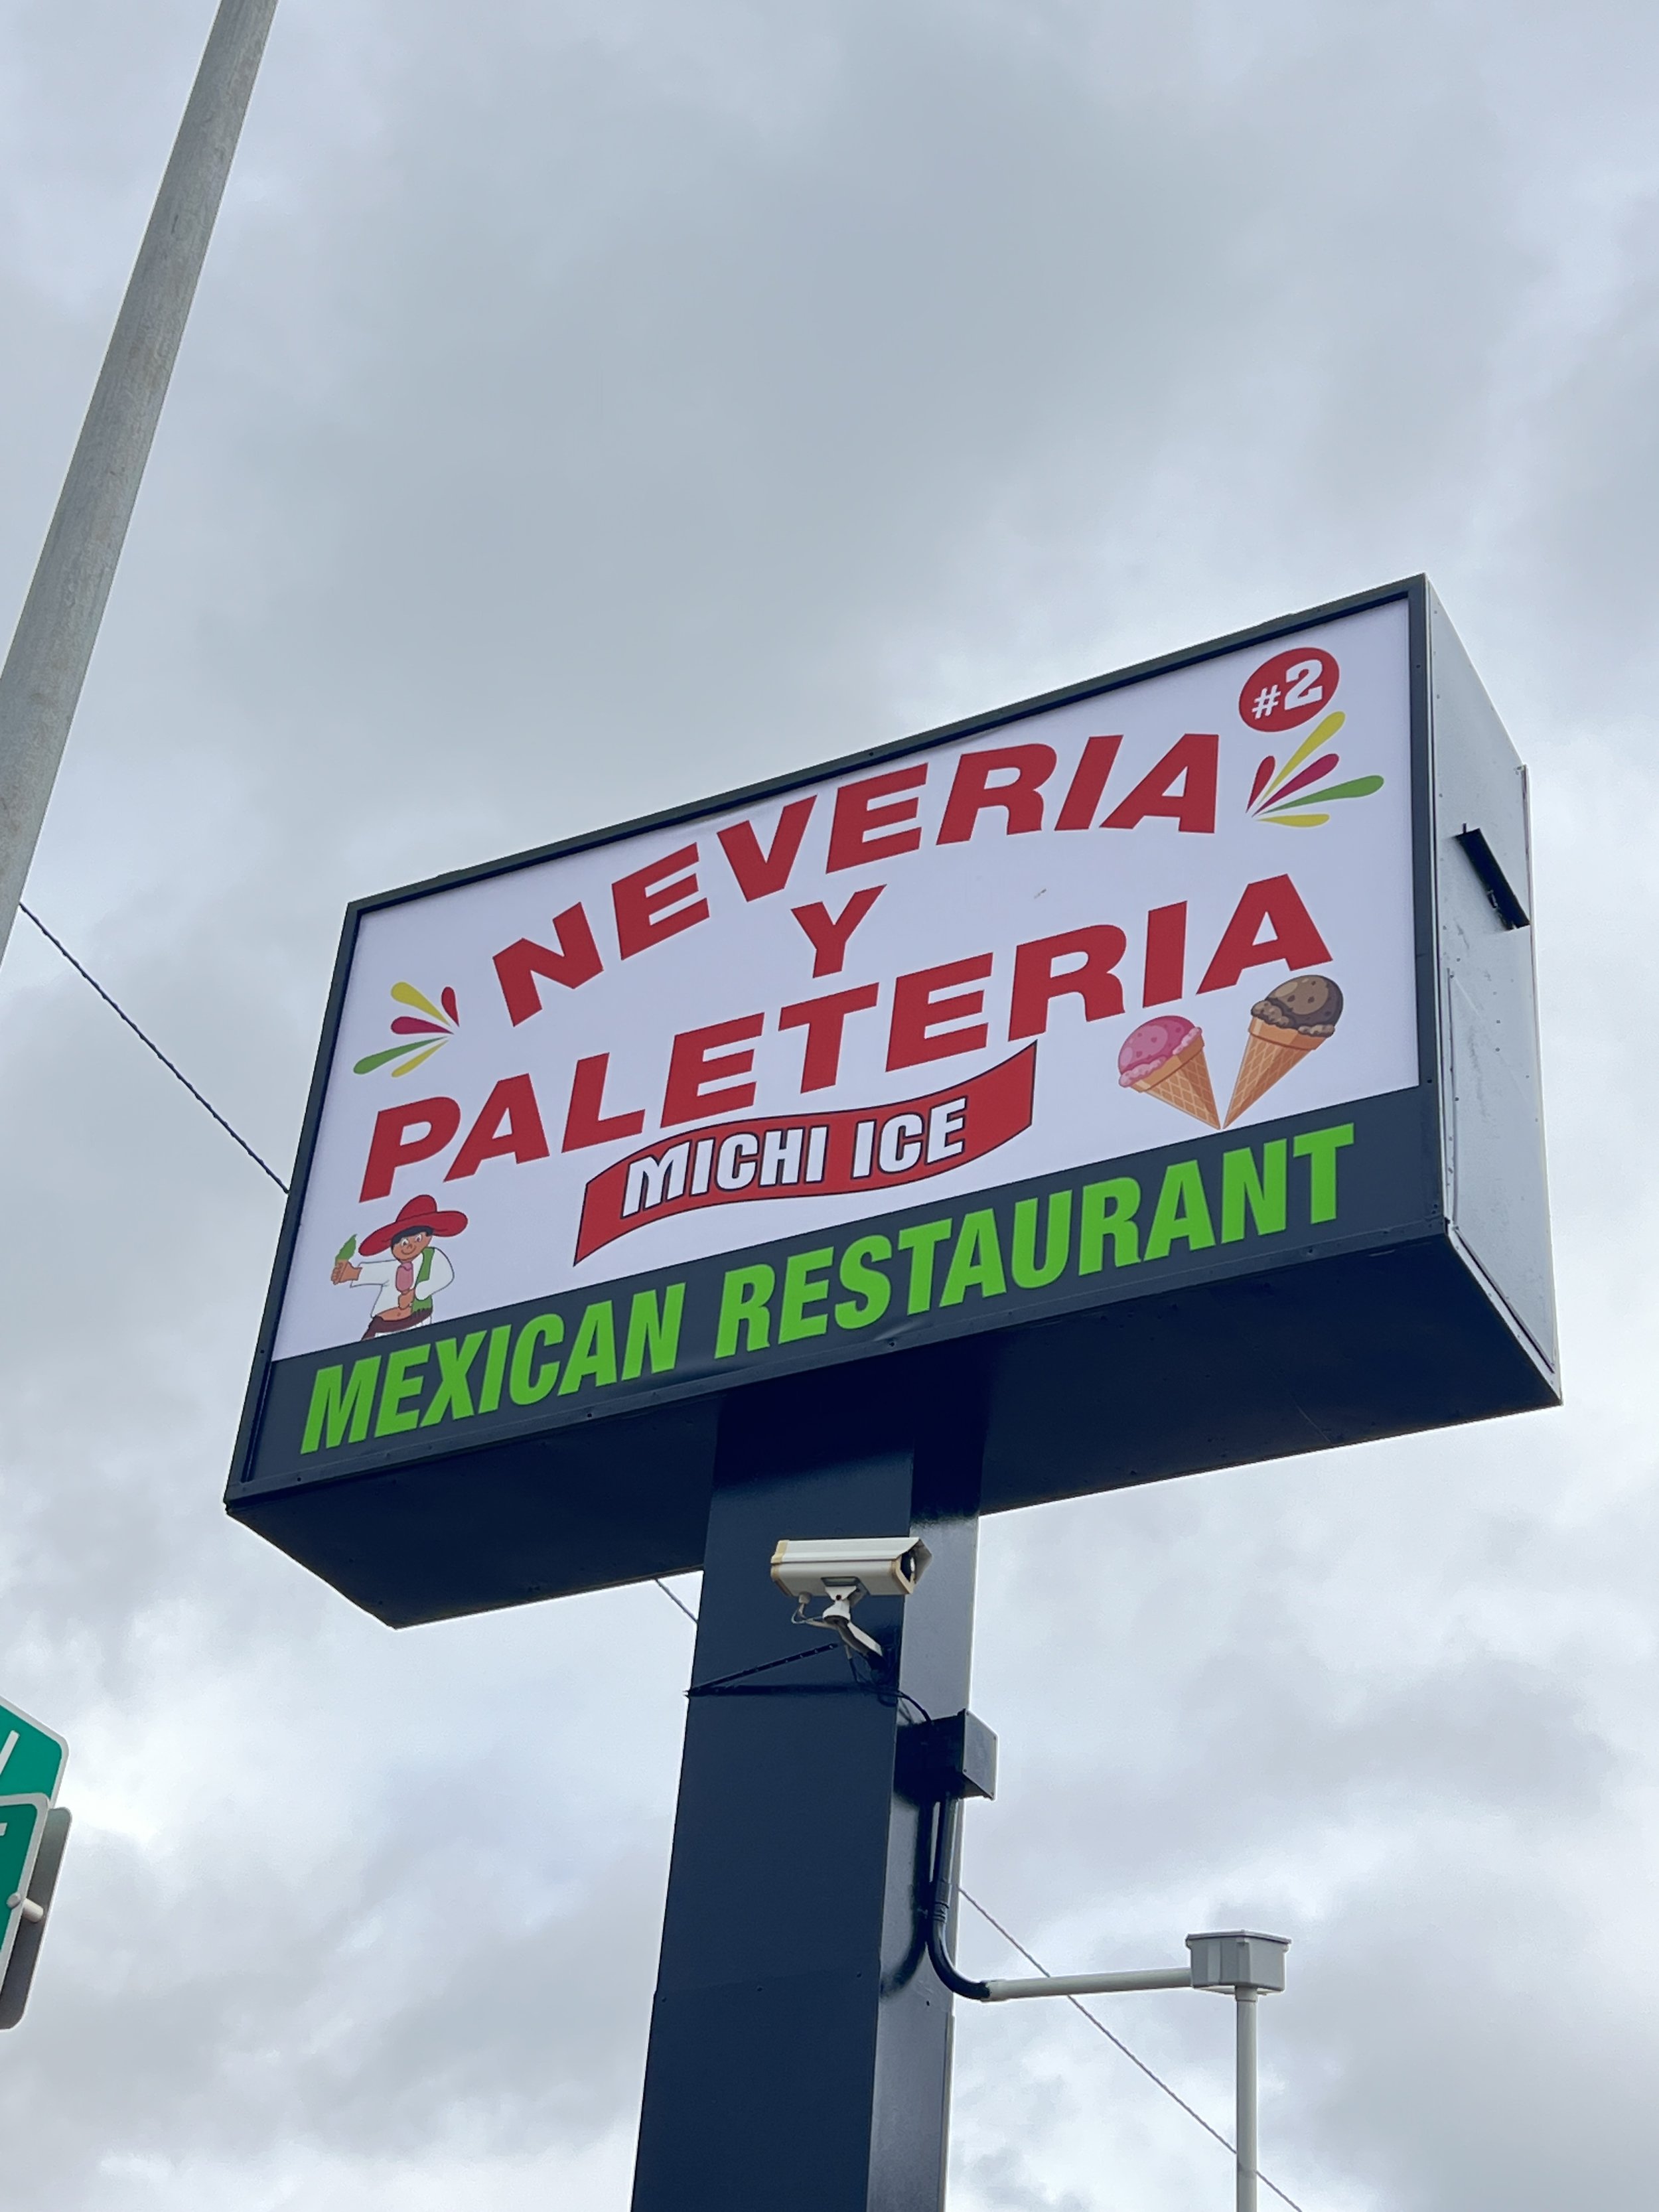 #2
NEVERIA
Y
PALETERIA
MICHI ICE
MEXICAN RESTAURANT